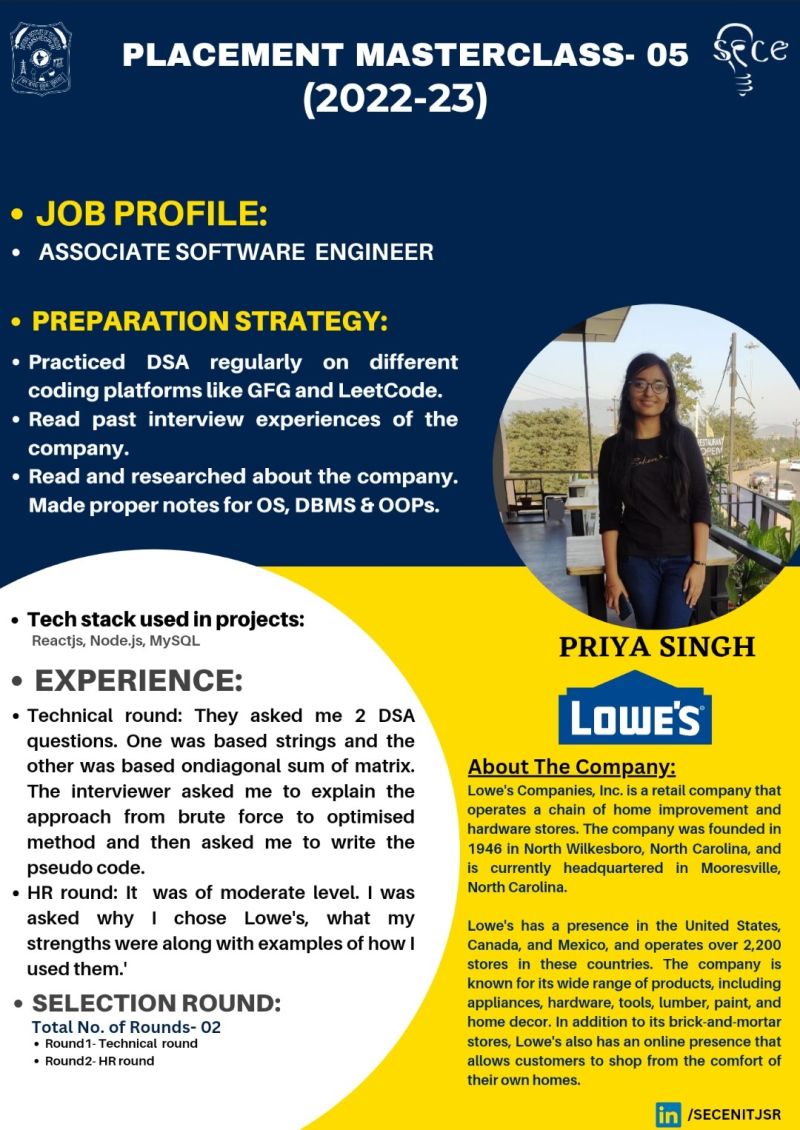 PLACEMENT MASTERCLASS- 05
(2022-23)
SFCE
• JOB PROFILE:
• ASSOCIATE SOFTWARE ENGINEER
• PREPARATION STRATEGY:
• Practiced DSA regularly on different
coding platforms like GFG and LeetCode.
• Read past interview experiences of the
company.
• Read and researched about the company.
Made proper notes for OS, DBMS & OOPs.
• Tech stack used in projects:
Reactjs, Node.js, MySQL
• EXPERIENCE:
• Technical round: They asked me 2 DSA
questions. One was based strings and the
other was based ondiagonal sum of matrix.
The interviewer asked me to explain the
approach from brute force to optimised
method and then asked me to write the
pseudo code.
• HR round: It was of moderate level. I was
asked why I chose Lowe's, what my
strengths were along with examples of how I
used them.'
• SELECTION ROUND:
Total No. of Rounds- 02
• Round1- Technical round
• Round2- HR round
RESTAURANT
OPEN
PRIYA SINGH
LOWE'S
About The Company:
Lowe's Companies, Inc. is a retail company that
operates a chain of home improvement and
hardware stores. The company was founded in
1946 in North Wilkesboro, North Carolina, and
is currently headquartered in Mooresville,
North Carolina.
Lowe's has a presence in the United States,
Canada, and Mexico, and operates over 2,200
stores in these countries. The company is
known for its wide range of products, including
appliances, hardware, tools, lumber, paint, and
home decor. In addition to its brick-and-mortar
stores, Lowe's also has an online presence that
allows customers to shop from the comfort of
their own homes.
in /SECENITJSR